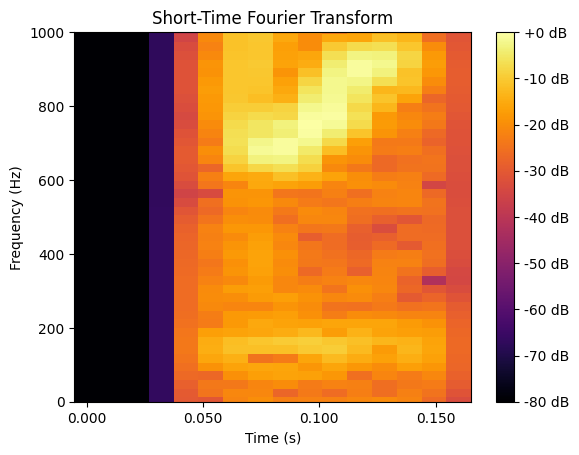 Short-Time Fourier Transform
1000
800
600
400
200
0
Frequency (Hz)
0.000
0.050
0.100
0.150
Time (s)
+0 dB
-10 dB
-20 dB
-30 dB
-40 dB
-50 dB
-60 dB
-70 dB
-80 dB